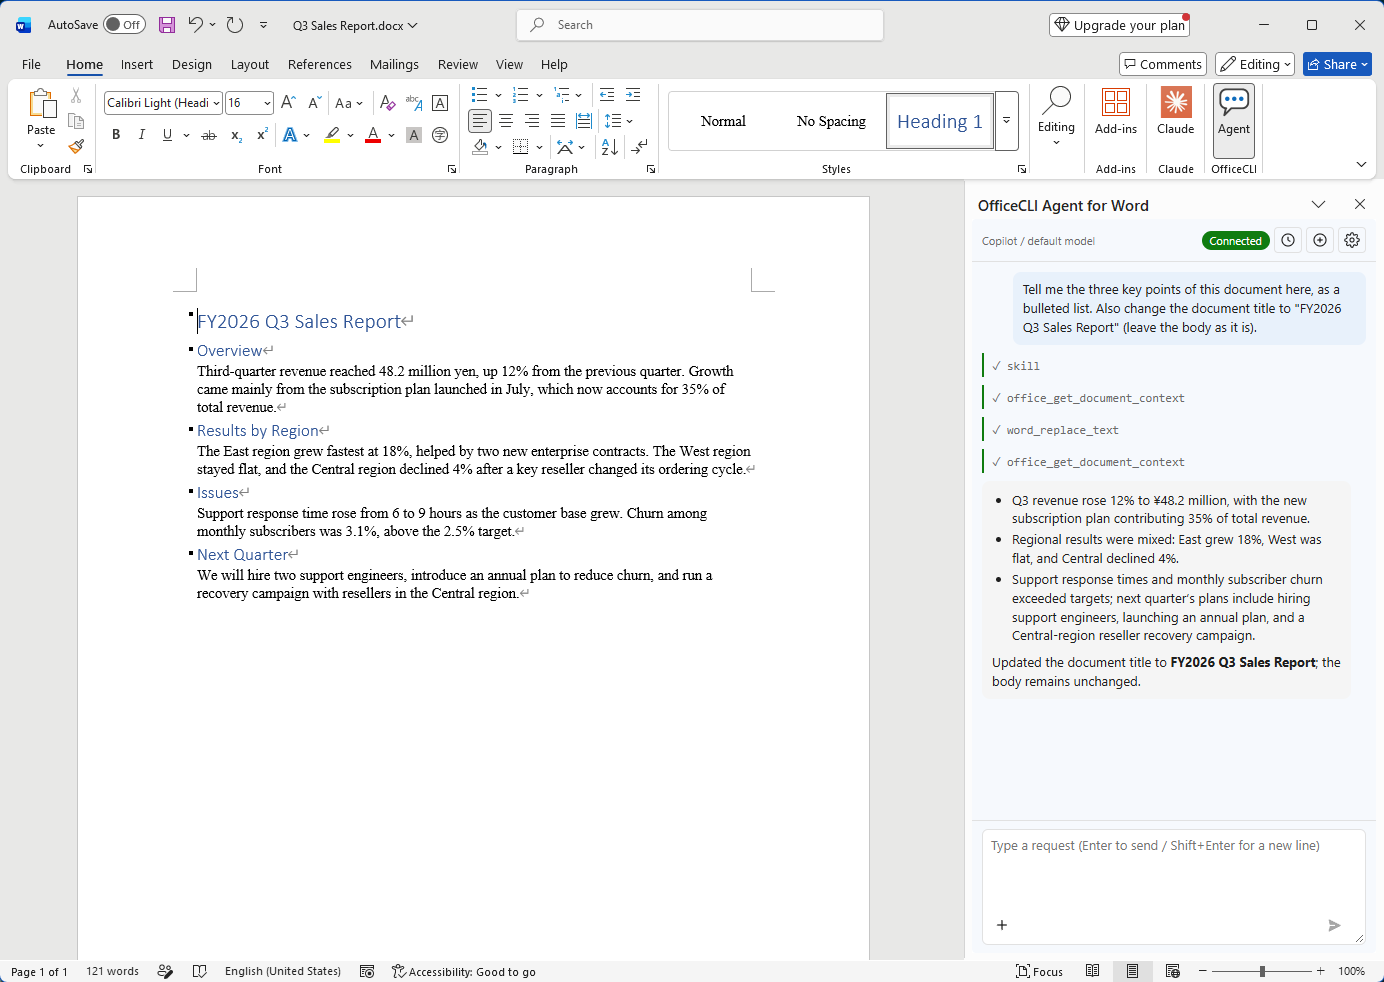 AutoSave Off Q3 Sales Report.docx Search Upgrade your plan
File Home Insert Design Layout References Mailings Review View Help Comments Editing Share
Paste
Clipboard
Calibri Light (Headi 16 Aa
B I U ab x₂ x² A A A
Font
Paragraph
Normal No Spacing Heading 1
Styles
Editing
Add-ins
Add-ins
Claude
Claude
Agent
OfficeCLI
FY2026 Q3 Sales Report
Overview
Third-quarter revenue reached 48.2 million yen, up 12% from the previous quarter. Growth
came mainly from the subscription plan launched in July, which now accounts for 35% of
total revenue.
Results by Region
The East region grew fastest at 18%, helped by two new enterprise contracts. The West region
stayed flat, and the Central region declined 4% after a key reseller changed its ordering cycle.
Issues
Support response time rose from 6 to 9 hours as the customer base grew. Churn among
monthly subscribers was 3.1%, above the 2.5% target.
Next Quarter
We will hire two support engineers, introduce an annual plan to reduce churn, and run a
recovery campaign with resellers in the Central region.
OfficeCLI Agent for Word
Copilot / default model Connected
Tell me the three key points of this document here, as a
bulleted list. Also change the document title to "FY2026
Q3 Sales Report" (leave the body as it is).
✓ skill
✓ office_get_document_context
✓ word_replace_text
✓ office_get_document_context
• Q3 revenue rose 12% to ¥48.2 million, with the new
subscription plan contributing 35% of total revenue.
• Regional results were mixed: East grew 18%, West was
flat, and Central declined 4%.
• Support response times and monthly subscriber churn
exceeded targets; next quarter's plans include hiring
support engineers, launching an annual plan, and a
Central-region reseller recovery campaign.
Updated the document title to FY2026 Q3 Sales Report; the
body remains unchanged.
Type a request (Enter to send / Shift+Enter for a new line)
Page 1 of 1 121 words English (United States) Accessibility: Good to go Focus 100%